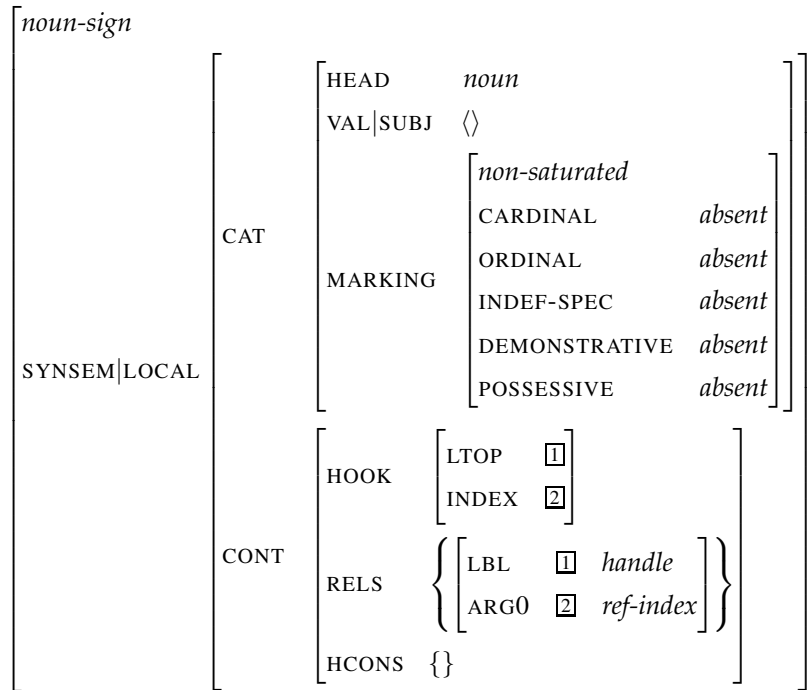 noun-sign
HEAD noun
VAL|SUBJ ⟨⟩
non-saturated
CARDINAL absent
CAT
ORDINAL absent
MARKING
INDEF-SPEC absent
DEMONSTRATIVE absent
SYNSEM|LOCAL
POSSESSIVE absent
LTOP 1
HOOK
INDEX 2
CONT
LBL 1 handle
RELS
ARG0 2 ref-index
HCONS {}